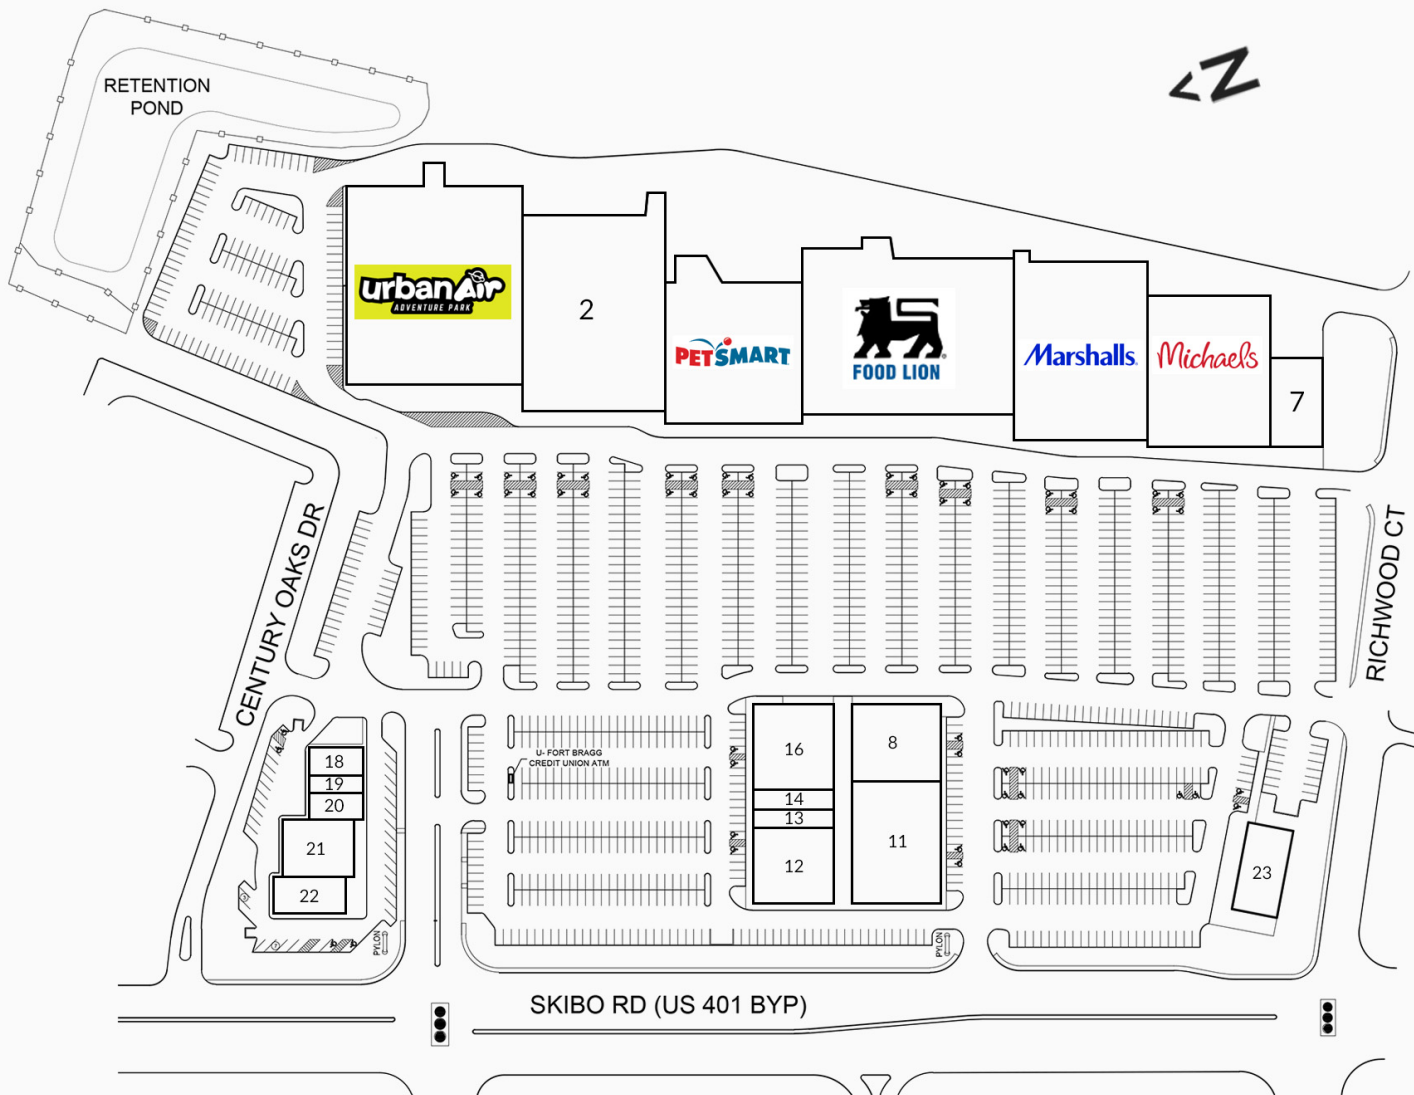 RETENTION
POND
N
urbanAir
ADVENTURE PARK
2
PETSMART
FOOD LION
Marshalls
Michaels
7
CENTURY OAKS DR
RICHWOOD CT
U- FORT BRAGG
CREDIT UNION ATM
16
8
14
13
12
11
18
19
20
21
22
23
PYLON
PYLON
SKIBO RD (US 401 BYP)